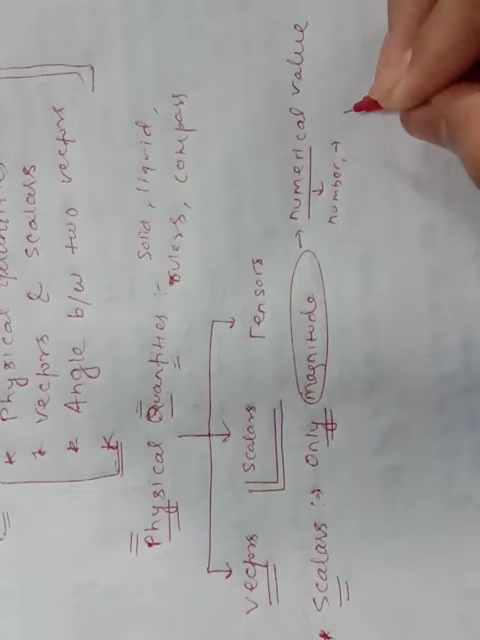 * Physical quantities
* vectors & scalars
* Angle b/w two vectors
*
Physical Quantities :- Solid, liquid,
rulers, compass
vectors scalars Tensors
* Scalars :→ Only Magnitude → numerical value
number, →